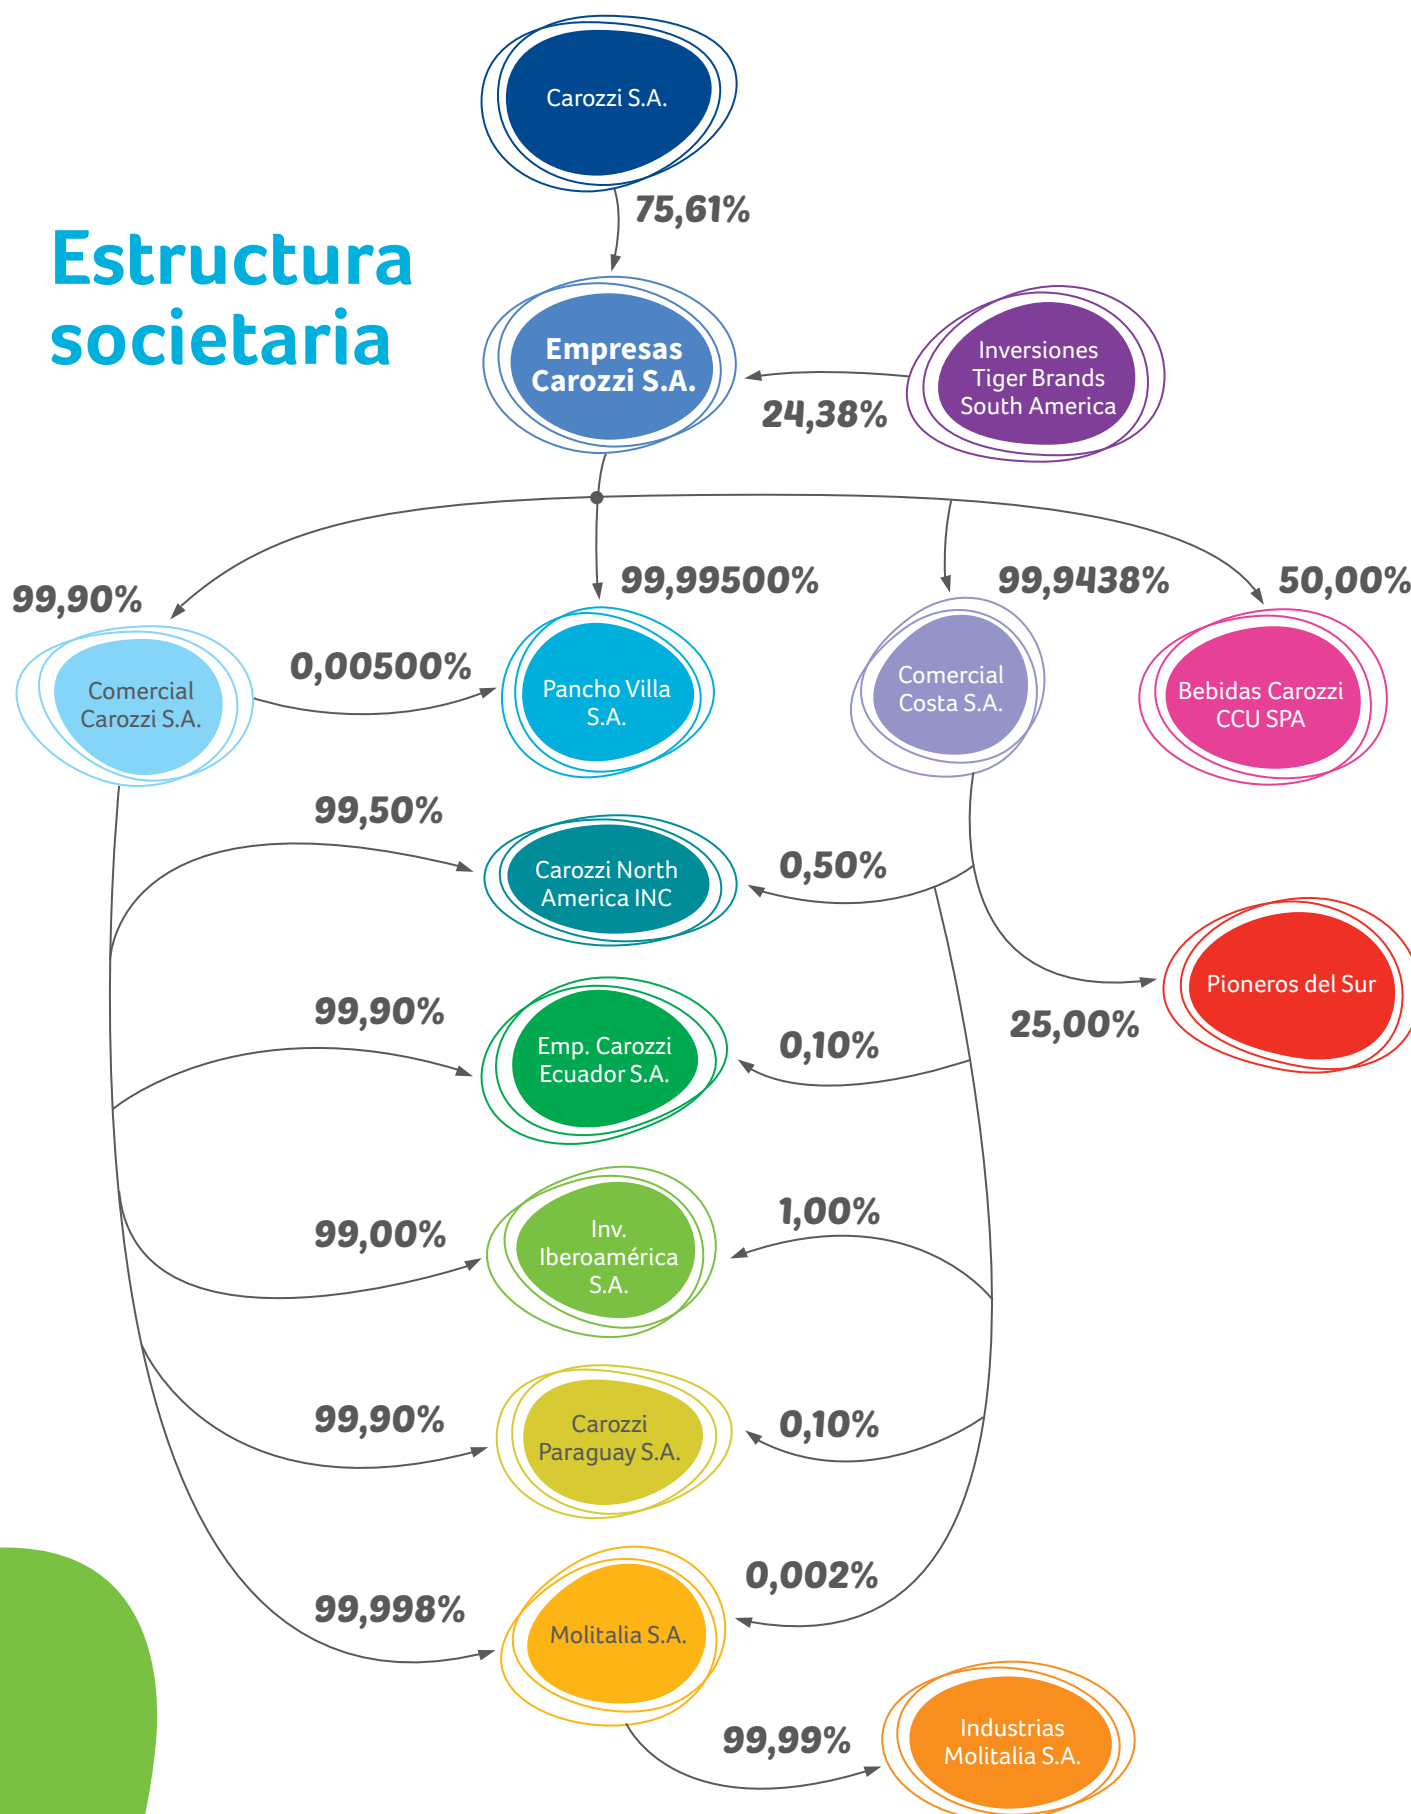 Carozzi S.A.
75,61%
Estructura
societaria
Empresas
Carozzi S.A.
Inversiones
Tiger Brands
South America
24,38%
99,90%
99,99500%
99,9438%
50,00%
Comercial
Carozzi S.A.
0,00500%
Pancho Villa
S.A.
Comercial
Costa S.A.
Bebidas Carozzi
CCU SPA
99,50%
Carozzi North
America INC
0,50%
Pioneros del Sur
25,00%
99,90%
Emp. Carozzi
Ecuador S.A.
0,10%
99,00%
Inv.
Iberoamérica
S.A.
1,00%
99,90%
Carozzi
Paraguay S.A.
0,10%
99,998%
Molitalia S.A.
0,002%
99,99%
Industrias
Molitalia S.A.